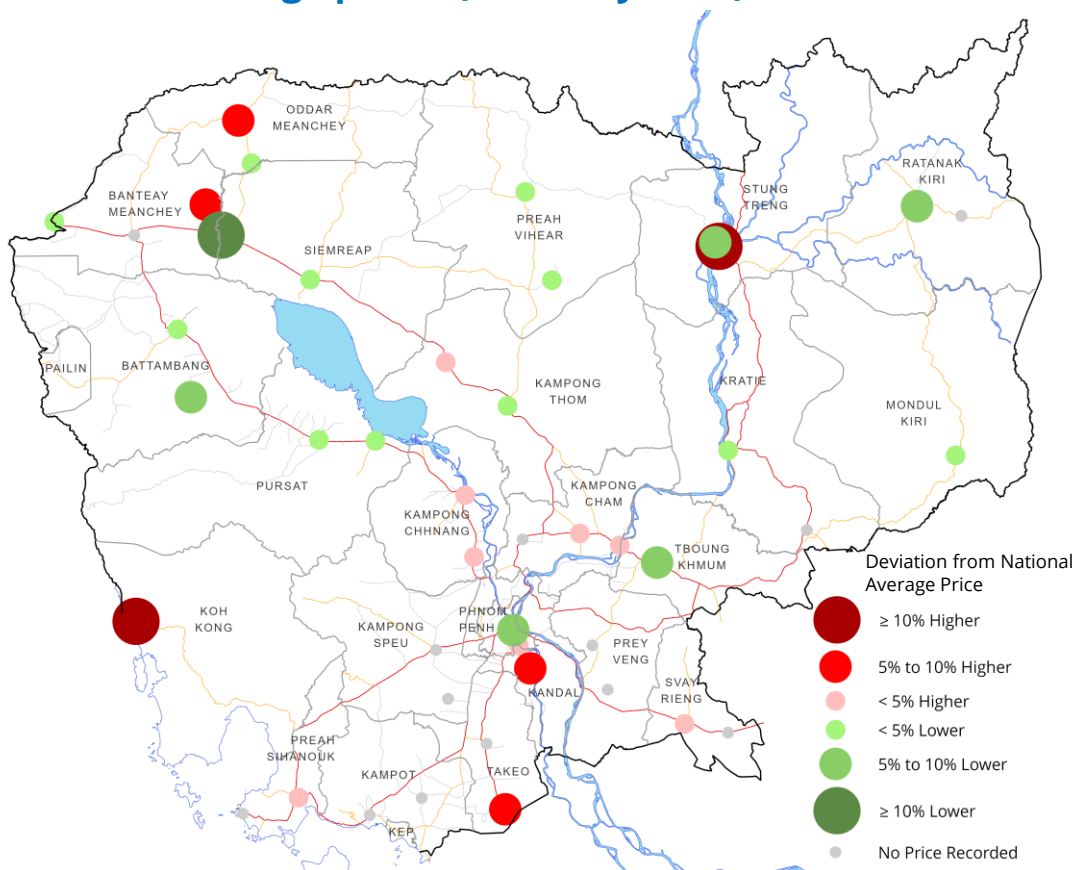 ODDAR
MEANCHEY
RATANAK
KIRI
STUNG
TRENG
BANTEAY
MEANCHEY
PREAH
VIHEAR
SIEMREAP
PAILIN
BATTAMBANG
KAMPONG
THOM
KRATIE
MONDUL
KIRI
PURSAT
KAMPONG
CHAM
KAMPONG
CHHNANG
TBOUNG
KHMUM
KOH
KONG
PHNOM
PENH
KAMPONG
SPEU
PREY
VENG
SVAY
RIENG
KANDAL
PREAH
SIHANOUK
KAMPOT
TAKEO
KEP
Deviation from National
Average Price
≥ 10% Higher
5% to 10% Higher
< 5% Higher
< 5% Lower
5% to 10% Lower
≥ 10% Lower
No Price Recorded